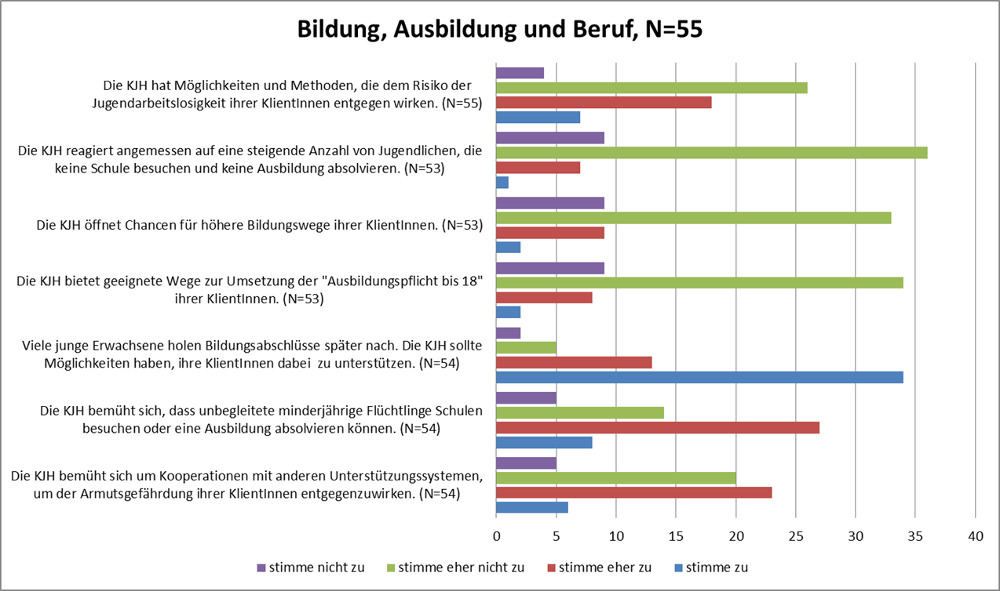 Bildung, Ausbildung und Beruf, N=55
Die KJH hat Möglichkeiten und Methoden, die dem Risiko der
Jugendarbeitslosigkeit ihrer KlientInnen entgegen wirken. (N=55)
Die KJH reagiert angemessen auf eine steigende Anzahl von Jugendlichen, die
keine Schule besuchen und keine Ausbildung absolvieren. (N=53)
Die KJH öffnet Chancen für höhere Bildungswege ihrer KlientInnen. (N=53)
Die KJH bietet geeignete Wege zur Umsetzung der "Ausbildungspflicht bis 18"
ihrer KlientInnen. (N=53)
Viele junge Erwachsene holen Bildungsabschlüsse später nach. Die KJH sollte
Möglichkeiten haben, ihre KlientInnen dabei  zu unterstützen. (N=54)
Die KJH bemüht sich, dass unbegleitete minderjährige Flüchtlinge Schulen
besuchen oder eine Ausbildung absolvieren können. (N=54)
Die KJH bemüht sich um Kooperationen mit anderen Unterstützungssystemen,
um der Armutsgefährdung ihrer KlientInnen entgegenzuwirken. (N=54)
0 5 10 15 20 25 30 35 40
stimme nicht zu stimme eher nicht zu stimme eher zu stimme zu